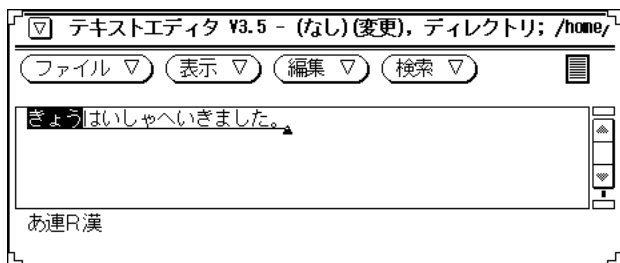 テキストエディタ V3.5 - (なし)(変更), ディレクトリ; /home/
ファイル 表示 編集 検索
きょうはいしゃへいきました。
あ連R漢